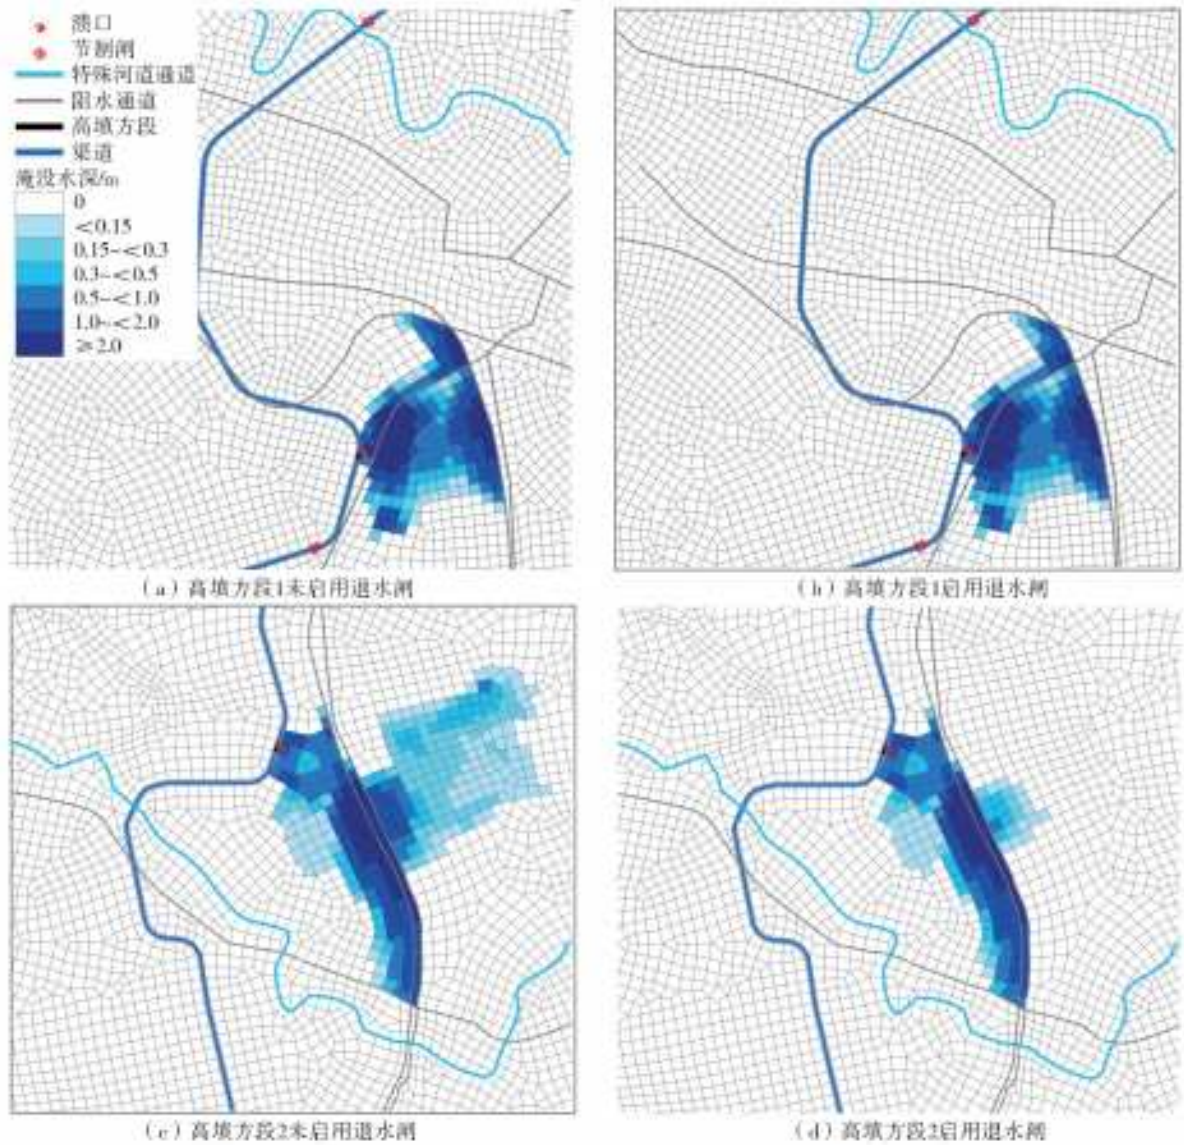 溃口
节制闸
特殊河道通道
阻水通道
高填方段
渠道
淹没水深/m
0
<0.15
0.15~<0.3
0.3~<0.5
0.5~<1.0
1.0~<2.0
≥2.0
(a)高填方段1未启用退水闸
(b)高填方段1启用退水闸
(c)高填方段2未启用退水闸
(d)高填方段2启用退水闸